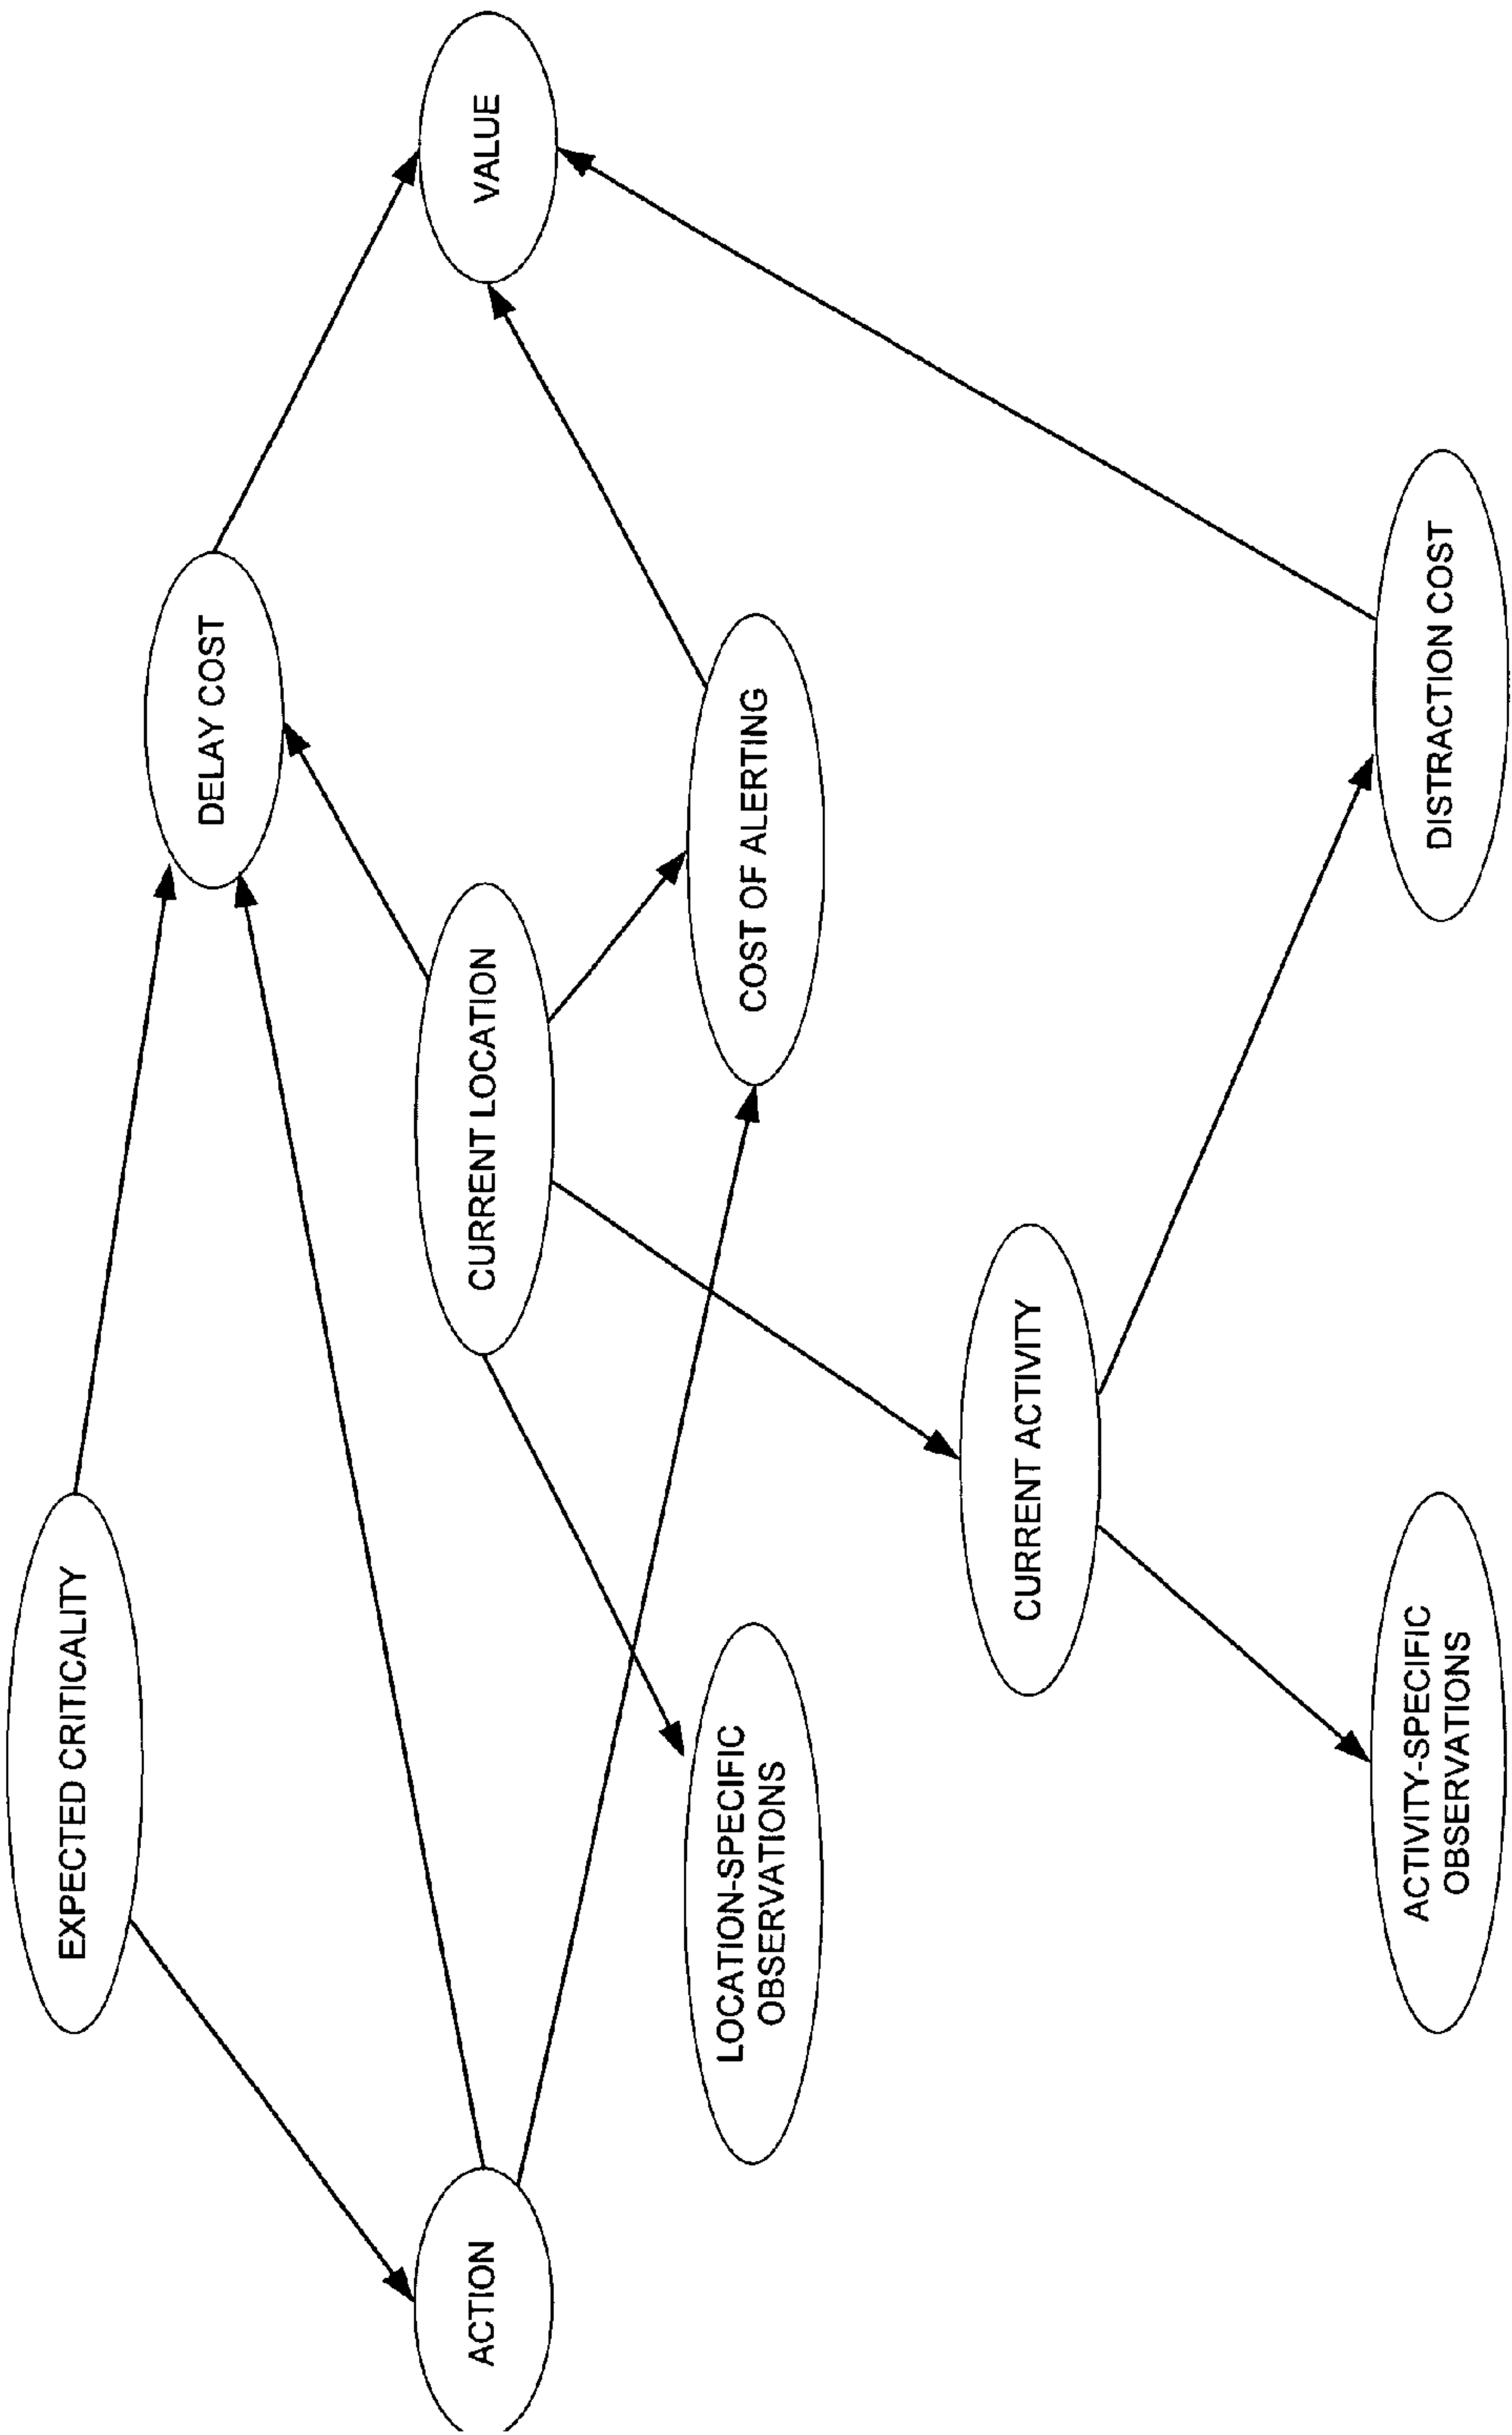 EXPECTED CRITICALITY
DELAY COST
ACTION
CURRENT LOCATION
VALUE
LOCATION-SPECIFIC
OBSERVATIONS
COST OF ALERTING
CURRENT ACTIVITY
ACTIVITY-SPECIFIC
OBSERVATIONS
DISTRACTION COST